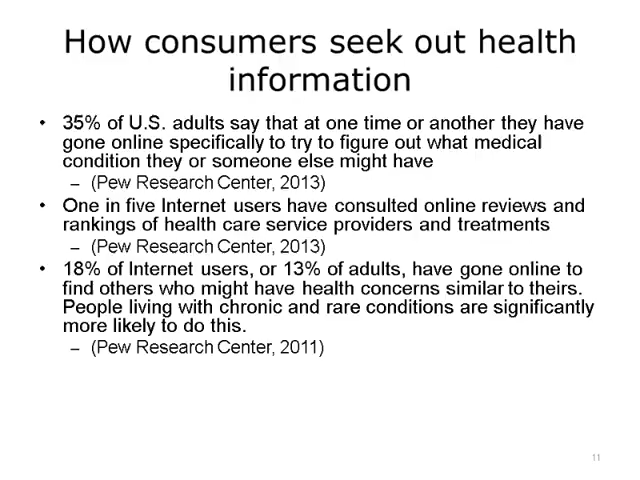 How consumers seek out health
information
• 35% of U.S. adults say that at one time or another they have
gone online specifically to try to figure out what medical
condition they or someone else might have
– (Pew Research Center, 2013)
• One in five Internet users have consulted online reviews and
rankings of health care service providers and treatments
– (Pew Research Center, 2013)
• 18% of Internet users, or 13% of adults, have gone online to
find others who might have health concerns similar to theirs.
People living with chronic and rare conditions are significantly
more likely to do this.
– (Pew Research Center, 2011)
11